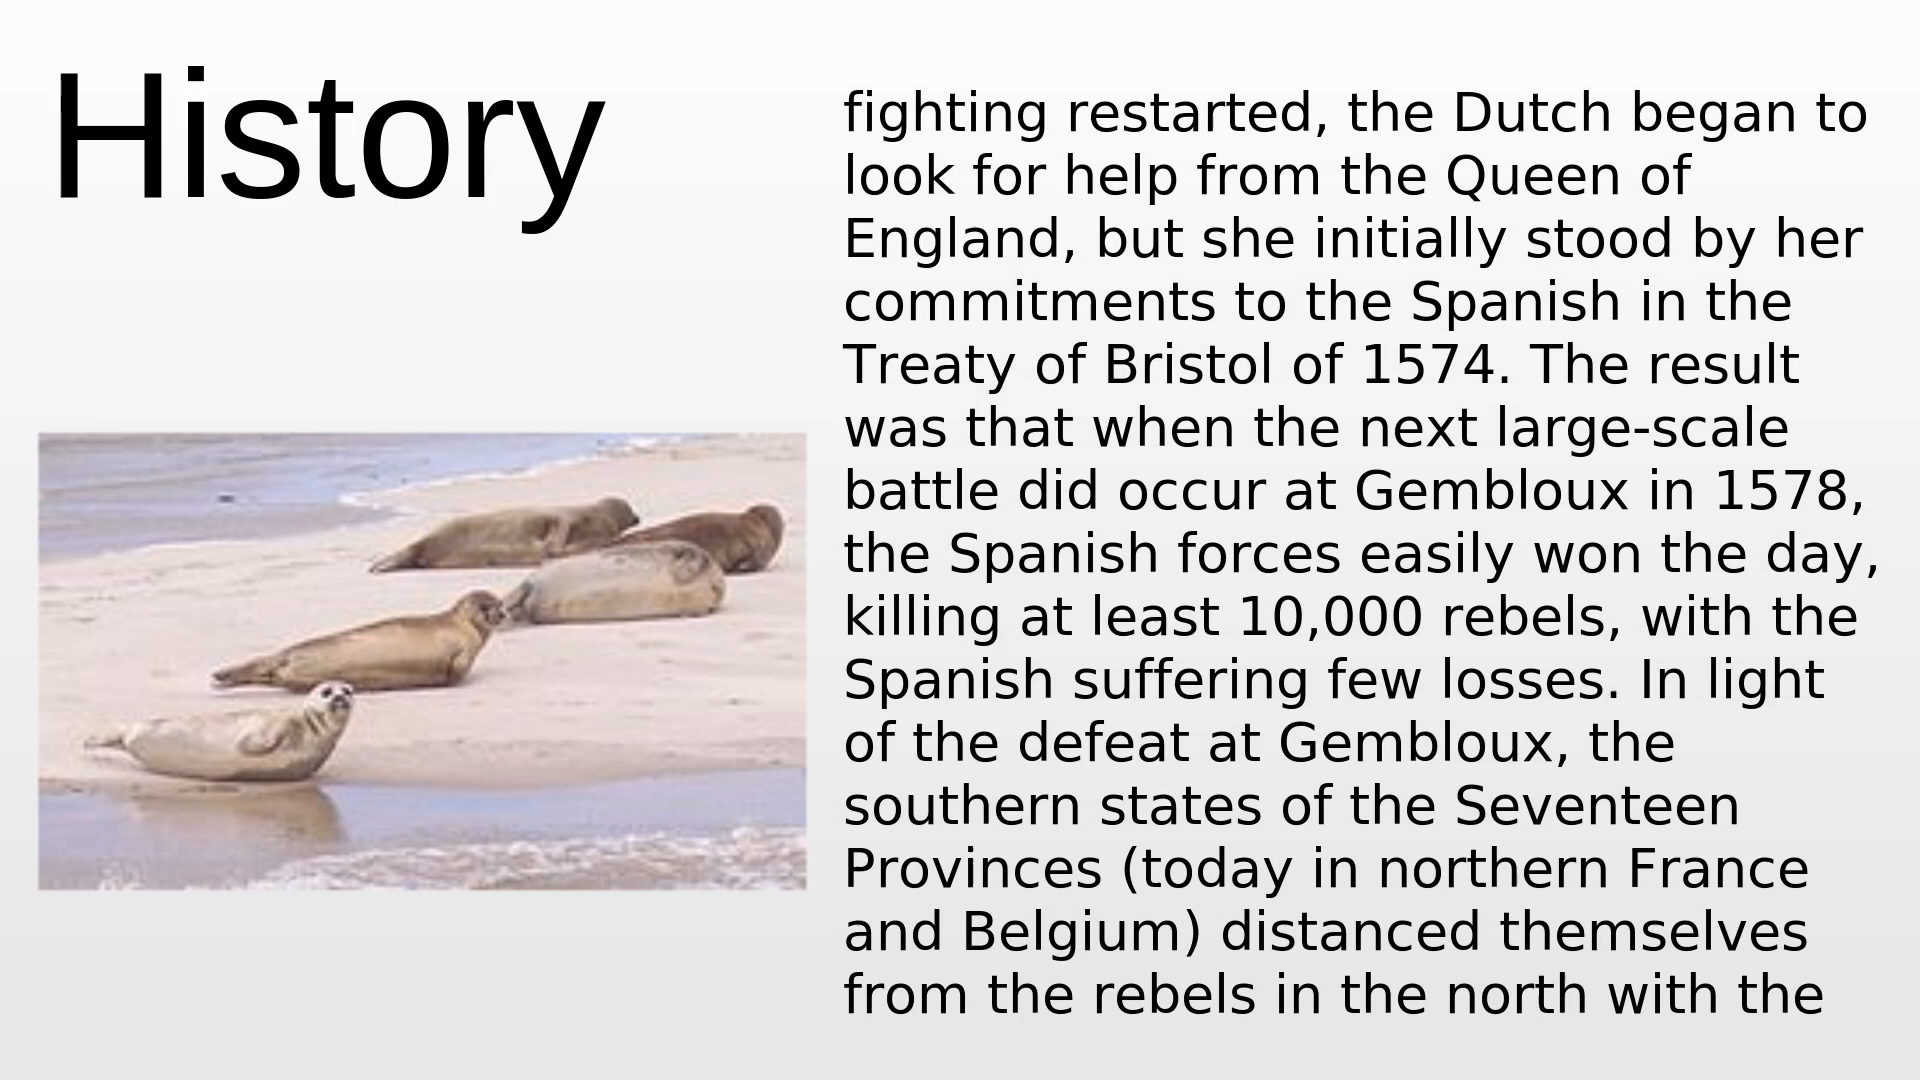 History
fighting restarted, the Dutch began to
look for help from the Queen of
England, but she initially stood by her
commitments to the Spanish in the
Treaty of Bristol of 1574. The result
was that when the next large-scale
battle did occur at Gembloux in 1578,
the Spanish forces easily won the day,
killing at least 10,000 rebels, with the
Spanish suffering few losses. In light
of the defeat at Gembloux, the
southern states of the Seventeen
Provinces (today in northern France
and Belgium) distanced themselves
from the rebels in the north with the